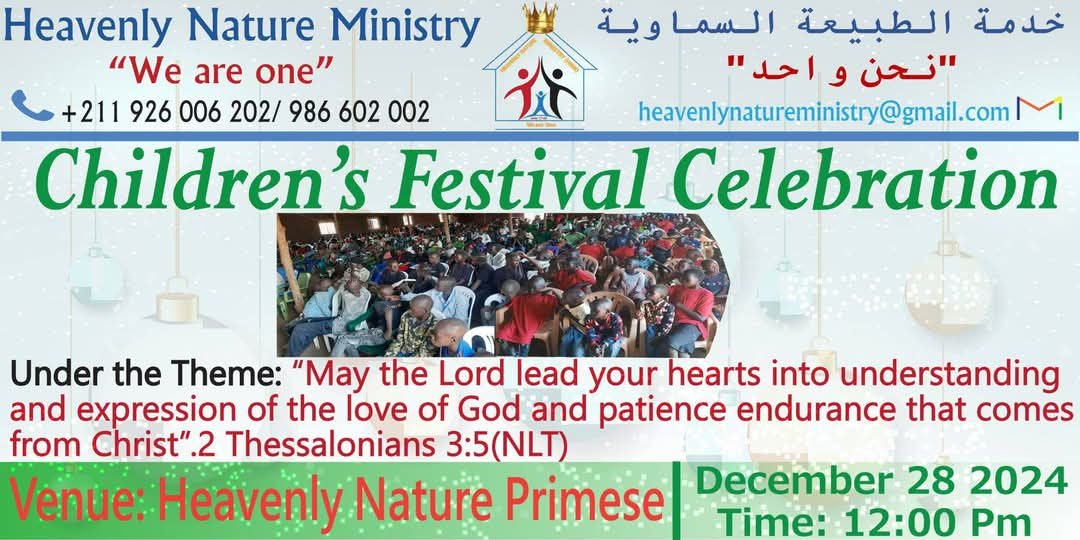 Heavenly Nature Ministry
"We are one"
+211 926 006 202/ 986 602 002
خدمة الطبيعة السماوية
"نحن واحد"
heavenlynatureministry@gmail.com
Children's Festival Celebration
Under the Theme: "May the Lord lead your hearts into understanding
and expression of the love of God and patience endurance that comes
from Christ".2 Thessalonians 3:5(NLT)
Venue: Heavenly Nature Primese
December 28 2024
Time: 12:00 Pm